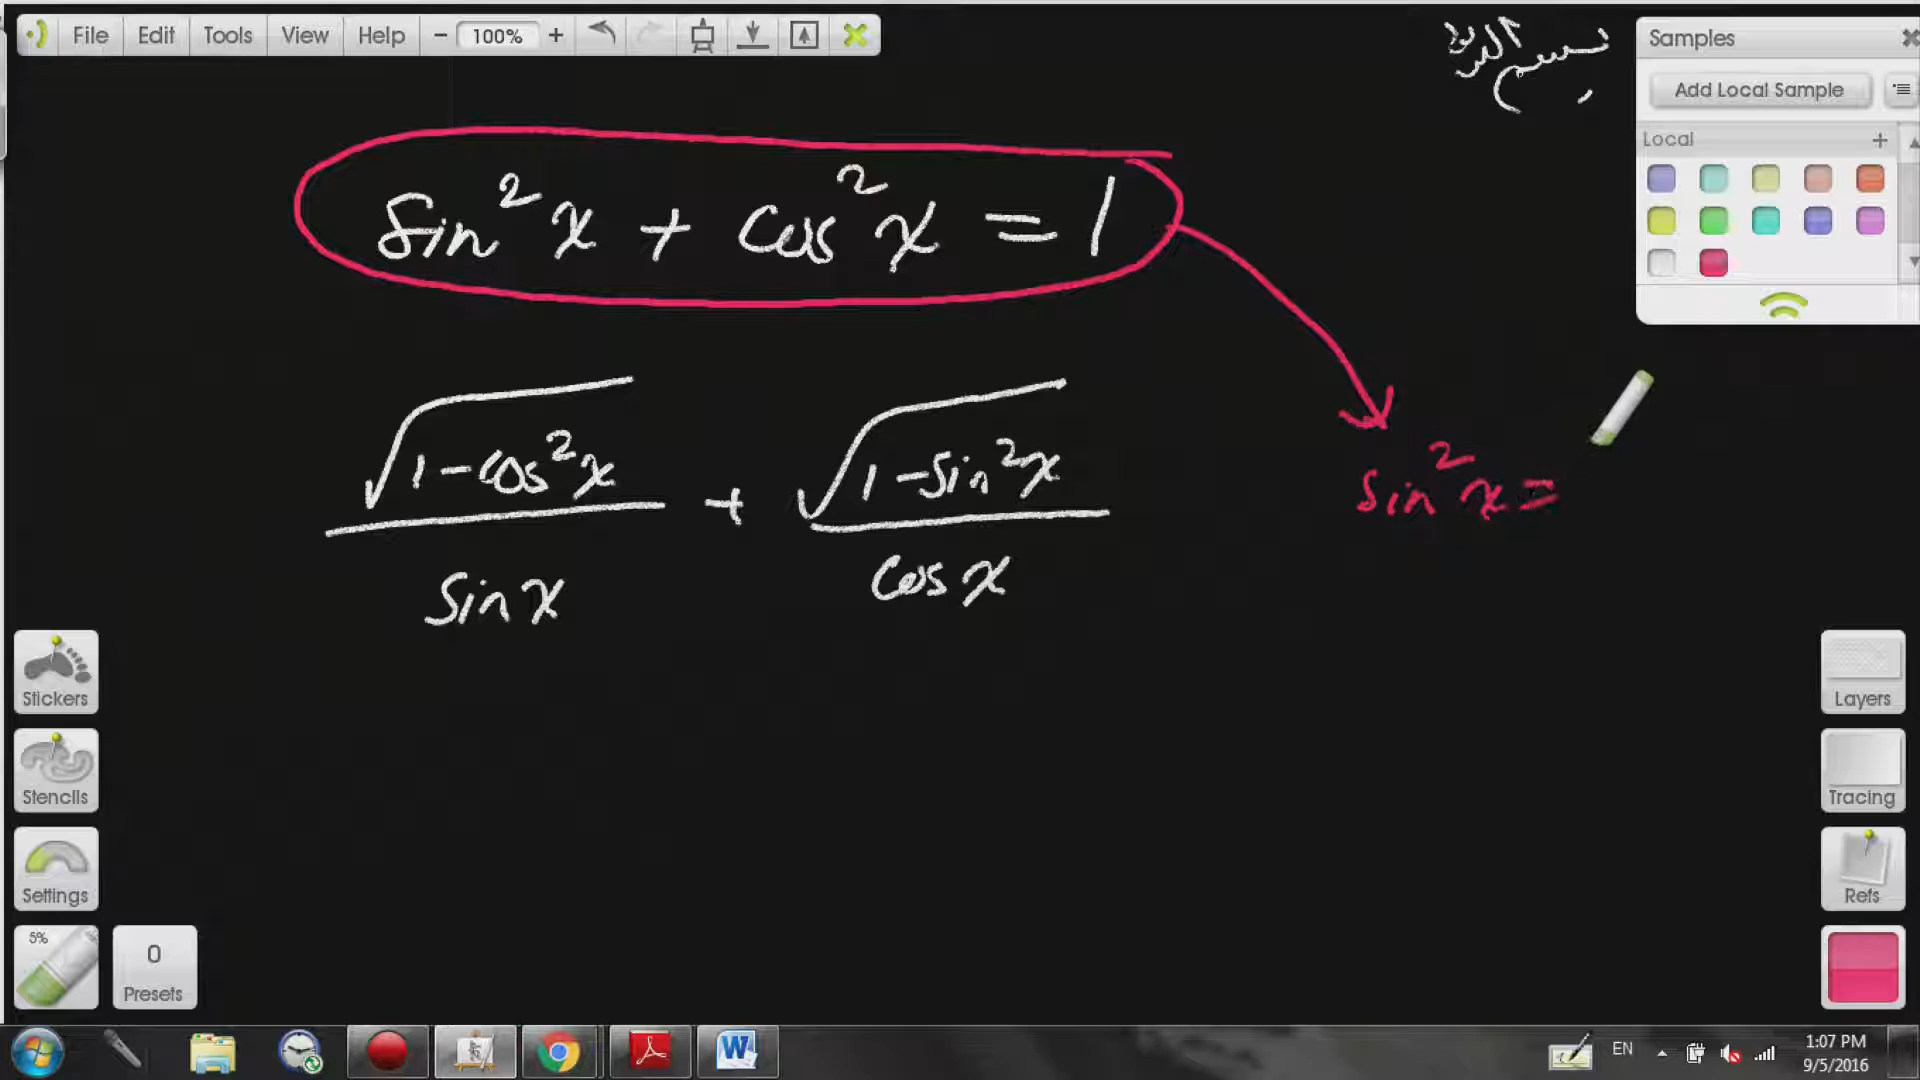 File Edit Tools View Help − 100% +
بسم الله
Samples
Add Local Sample
Local +
sin²x + cos²x = 1
√1-cos²x / sin x + √1-sin²x / cos x
sin²x =
Stickers
Stencils
Settings
5%
0
Presets
Layers
Tracing
Refs
EN
1:07 PM
9/5/2016